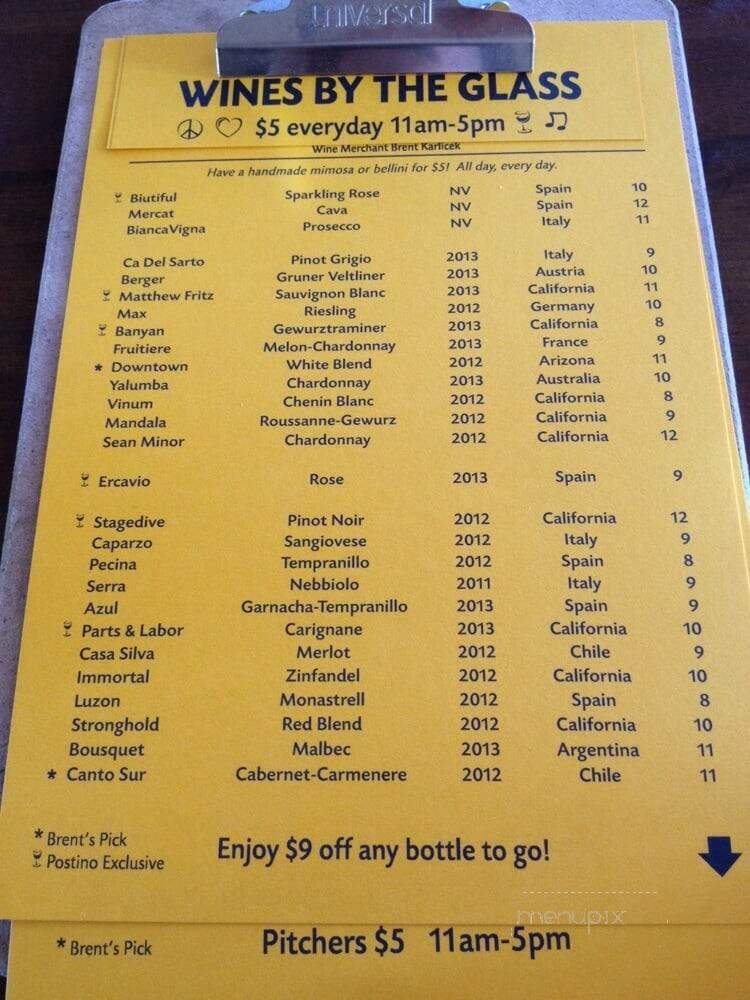 universal
WINES BY THE GLASS
$5 everyday 11am-5pm
Wine Merchant Brent Karlicek
Have a handmade mimosa or bellini for $5! All day, every day.
Biutiful Sparkling Rose NV Spain 10
Mercat Cava NV Spain 12
BiancaVigna Prosecco NV Italy 11
Ca Del Sarto Pinot Grigio 2013 Italy 9
Berger Gruner Veltliner 2013 Austria 10
Matthew Fritz Sauvignon Blanc 2013 California 11
Max Riesling 2012 Germany 10
Banyan Gewurztraminer 2013 California 8
Fruitiere Melon-Chardonnay 2013 France 9
* Downtown White Blend 2012 Arizona 11
Yalumba Chardonnay 2013 Australia 10
Vinum Chenin Blanc 2012 California 8
Mandala Roussanne-Gewurz 2012 California 9
Sean Minor Chardonnay 2012 California 12
Ercavio Rose 2013 Spain 9
Stagedive Pinot Noir 2012 California 12
Caparzo Sangiovese 2012 Italy 9
Pecina Tempranillo 2012 Spain 8
Serra Nebbiolo 2011 Italy 9
Azul Garnacha-Tempranillo 2013 Spain 9
Parts & Labor Carignane 2013 California 10
Casa Silva Merlot 2012 Chile 9
Immortal Zinfandel 2012 California 10
Luzon Monastrell 2012 Spain 8
Stronghold Red Blend 2012 California 10
Bousquet Malbec 2013 Argentina 11
* Canto Sur Cabernet-Carmenere 2012 Chile 11
* Brent's Pick
Postino Exclusive
Enjoy $9 off any bottle to go!
menupix
* Brent's Pick Pitchers $5 11am-5pm